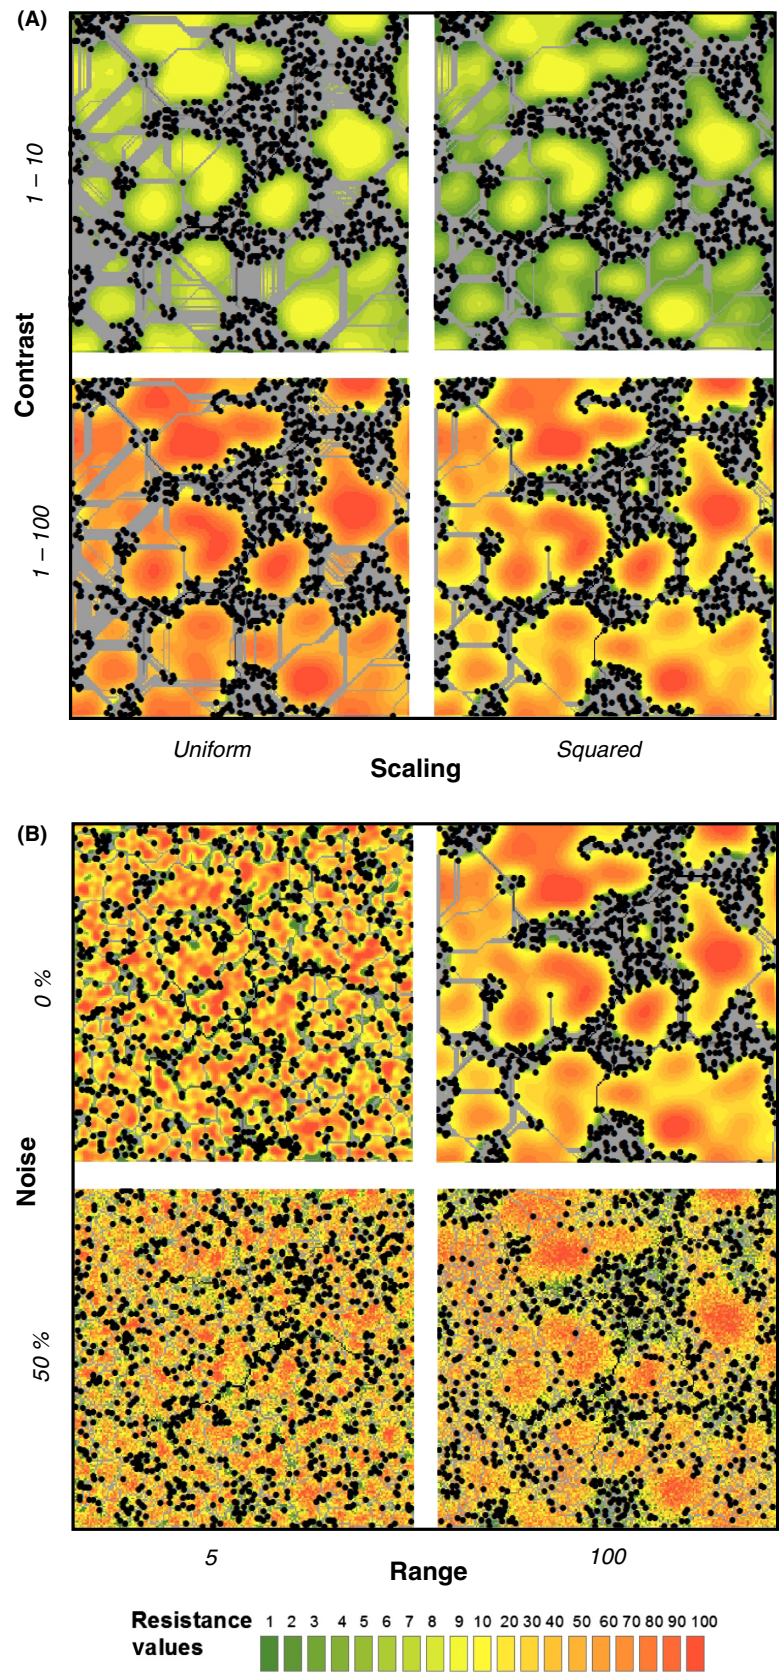 (A)
1 – 10
Contrast
1 – 100
Uniform
Squared
Scaling
(B)
0 %
Noise
50 %
5
100
Range
Resistance values
1 2 3 4 5 6 7 8 9 10 20 30 40 50 60 70 80 90 100